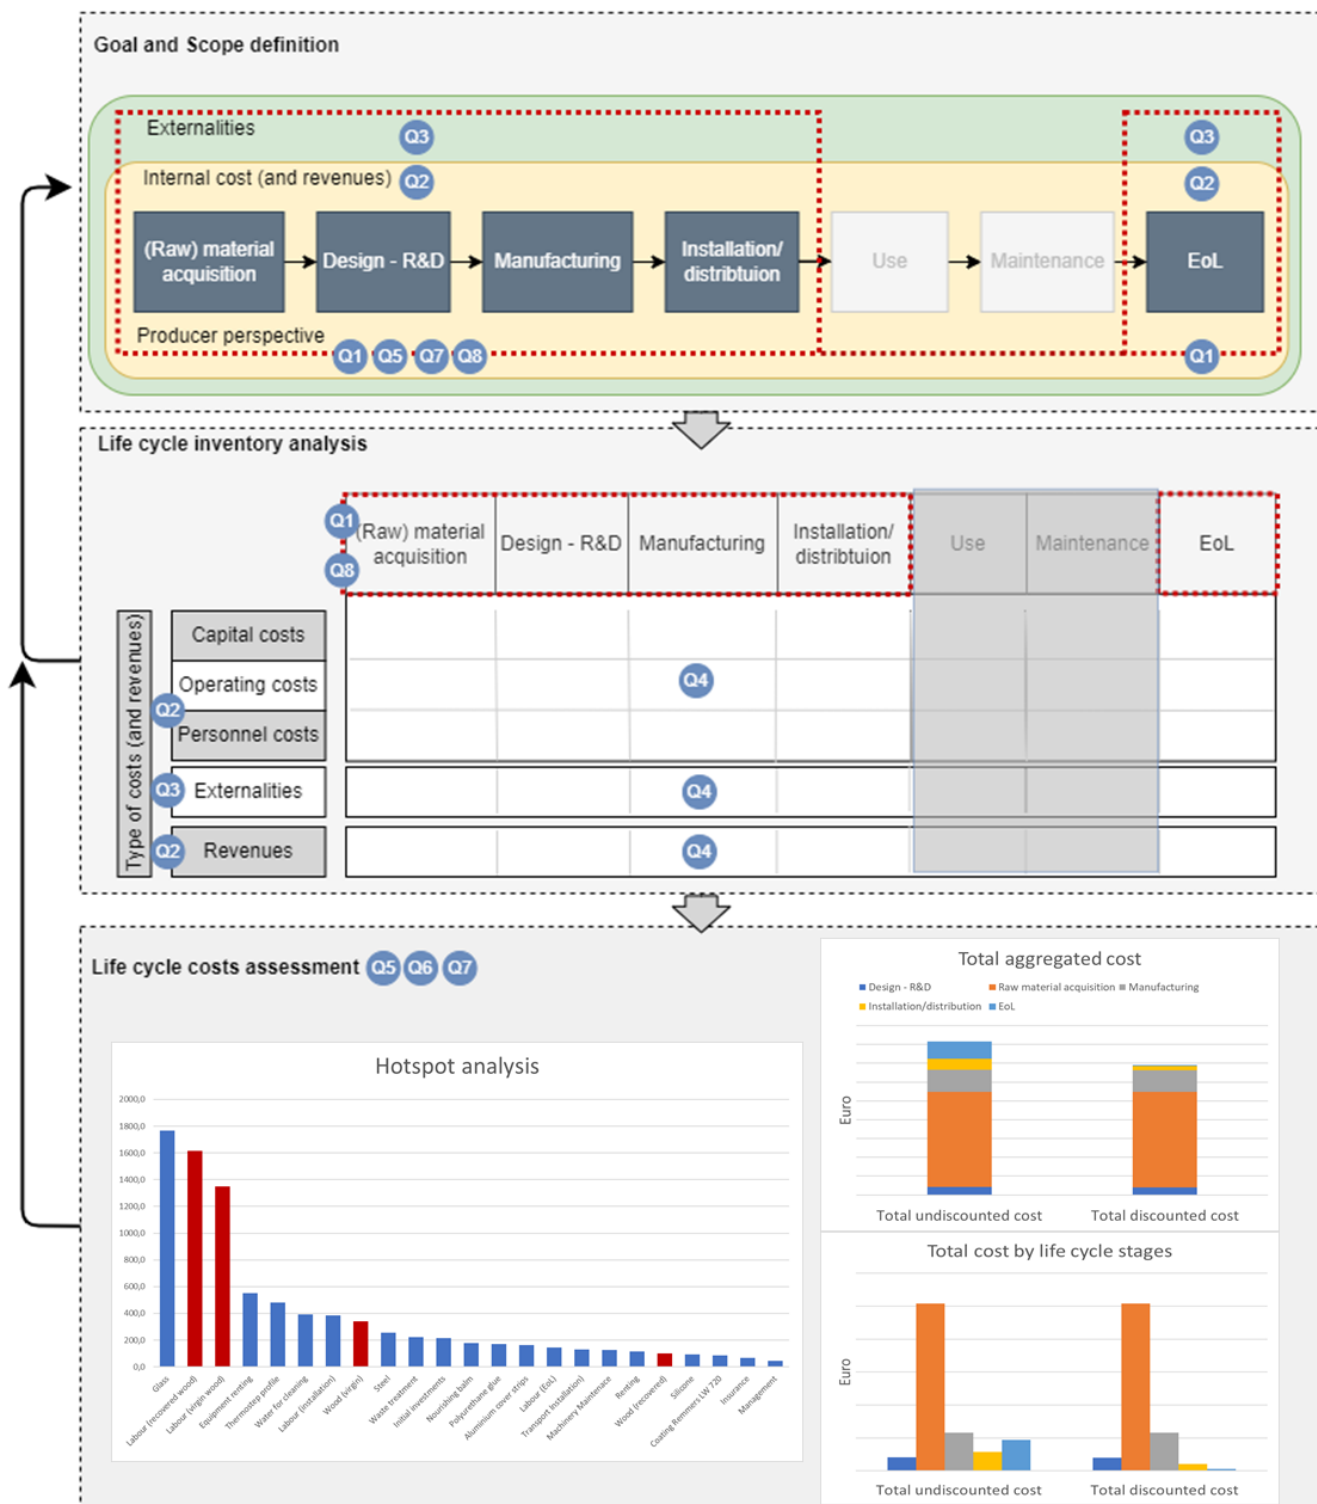 Goal and Scope definition
Externalities
Q3
Q3
Internal cost (and revenues)
Q2
Q2
(Raw) material
acquisition
Design - R&D
Manufacturing
Installation/
distribtuion
Use
Maintenance
EoL
Producer perspective
Q1
Q5
Q7
Q8
Q1
Life cycle inventory analysis
Q1
Q8
(Raw) material
acquisition
Design - R&D
Manufacturing
Installation/
distribtuion
Use
Maintenance
EoL
Type of costs (and revenues)
Capital costs
Operating costs
Q4
Q2
Personnel costs
Q3
Externalities
Q4
Q2
Revenues
Q4
Life cycle costs assessment
Q5
Q6
Q7
Hotspot analysis
2000,0
1800,0
1600,0
1400,0
1200,0
1000,0
800,0
600,0
400,0
200,0
0,0
Glass
Labour (recovered wood)
Labour (virgin wood)
Equipment renting
Thermostep profile
Water for cleaning
Labour (installation)
Wood (virgin)
Steel
Waste treatment
Initial investments
Nourishing balm
Polyurethane glue
Aluminium cover strips
Labour (EoL)
Transport Installation)
Machinery Maintenace
Renting
Wood (recovered)
Silicone
Coating Remmers LW 720
Insurance
Management
Total aggregated cost
Design - R&D
Raw material acquisition
Manufacturing
Installation/distribution
EoL
Euro
Total undiscounted cost
Total discounted cost
Total cost by life cycle stages
Euro
Total undiscounted cost
Total discounted cost